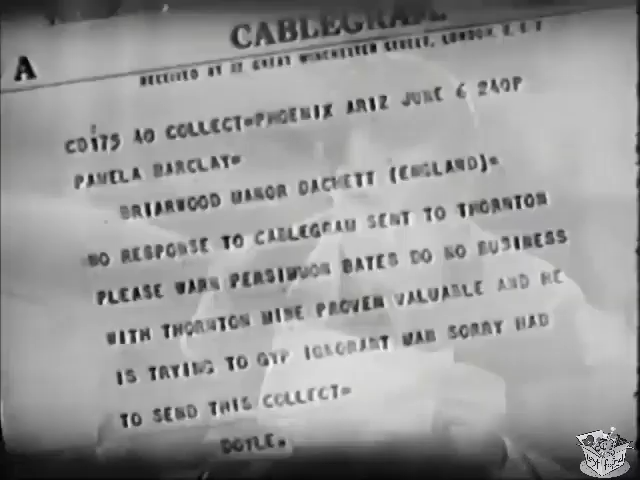 CABLEGRAM
A
RECEIVED AT 22 GREAT WINCHESTER STREET, LONDON, E.C.2
CD175 40 COLLECT=PHOENIX ARIZ JUNE 6 240P
PAMELA BARCLAY=
BRIARWOOD MANOR DACHETT (ENGLAND)=
NO RESPONSE TO CABLEGRAM SENT TO THORNTON
PLEASE WARN PERSIMMON BATES DO NO BUSINESS
WITH THORNTON MINE PROVEN VALUABLE AND HE
IS TRYING TO GYP IGNORANT MAN SORRY HAD
TO SEND THIS COLLECT=
DOYLE.